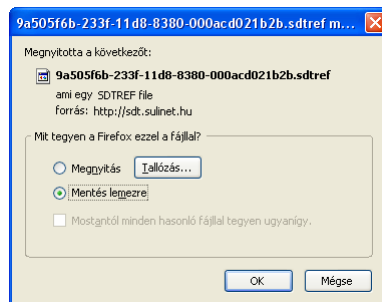 9a505f6b-233f-11d8-8380-000acd021b2b.sdtref m...
Megnyitotta a következőt:
9a505f6b-233f-11d8-8380-000acd021b2b.sdtref
ami egy SDTREF file
forrás: http://sdt.sulinet.hu
Mit tegyen a Firefox ezzel a fájllal?
Megnyitás Tallózás...
Mentés lemezre
Mostantól minden hasonló fájllal tegyen ugyanígy.
OK Mégse